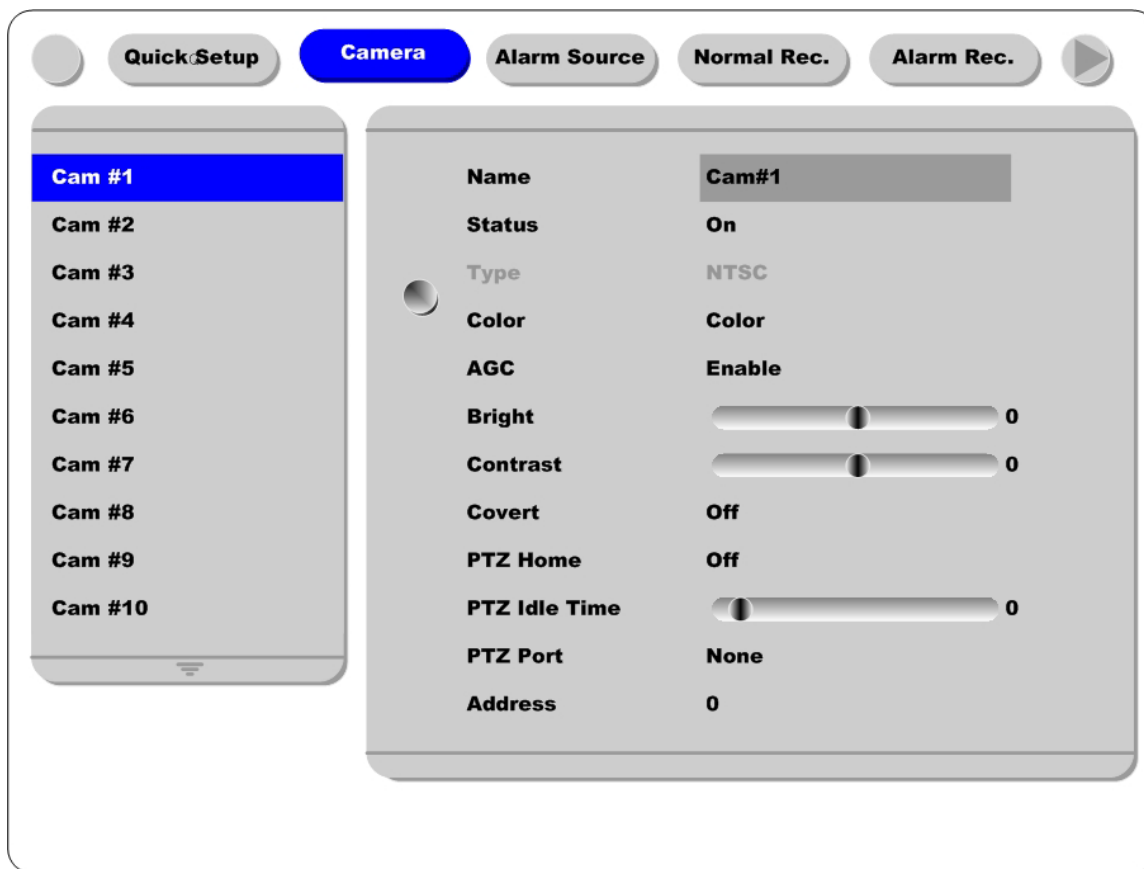 Quick Setup
Camera
Alarm Source
Normal Rec.
Alarm Rec.
Cam #1
Cam #2
Cam #3
Cam #4
Cam #5
Cam #6
Cam #7
Cam #8
Cam #9
Cam #10
Name Cam#1
Status On
Type NTSC
Color Color
AGC Enable
Bright 0
Contrast 0
Covert Off
PTZ Home Off
PTZ Idle Time 0
PTZ Port None
Address 0